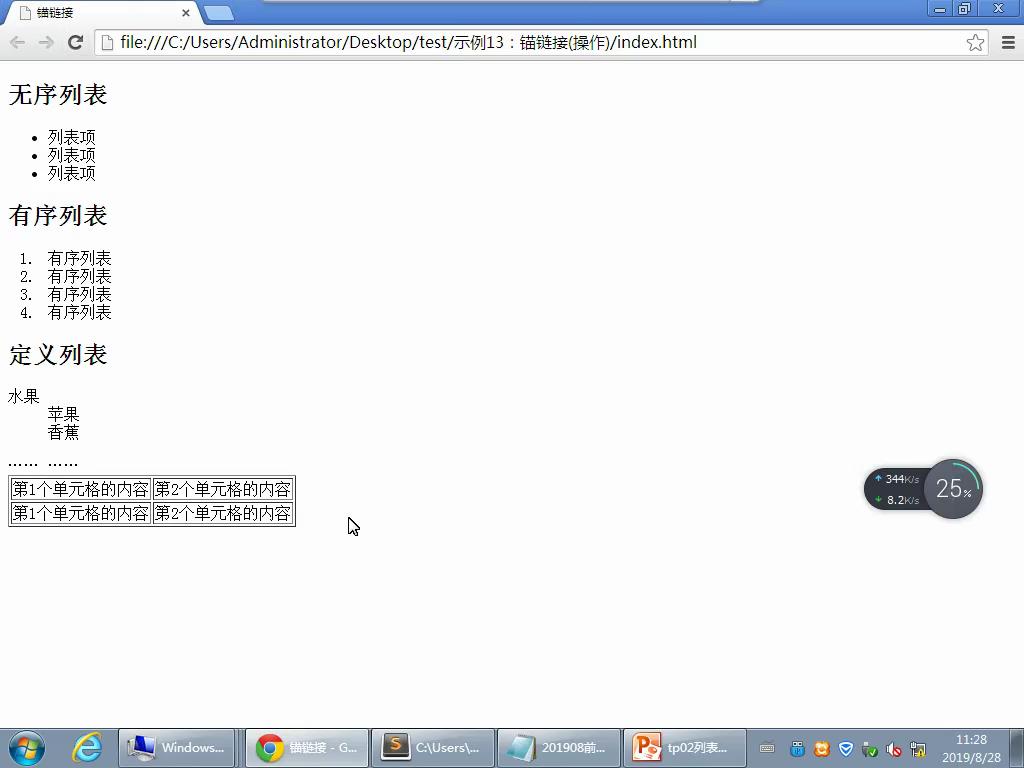 锚链接
file:///C:/Users/Administrator/Desktop/test/示例13：锚链接(操作)/index.html
无序列表
• 列表项
• 列表项
• 列表项
有序列表
1. 有序列表
2. 有序列表
3. 有序列表
4. 有序列表
定义列表
水果
苹果
香蕉
…… ……
第1个单元格的内容 第2个单元格的内容
第1个单元格的内容 第2个单元格的内容
344K/s
8.2K/s
25%
Windows...
锚链接 - G...
C:\Users\...
201908前...
tp02列表...
11:28
2019/8/28